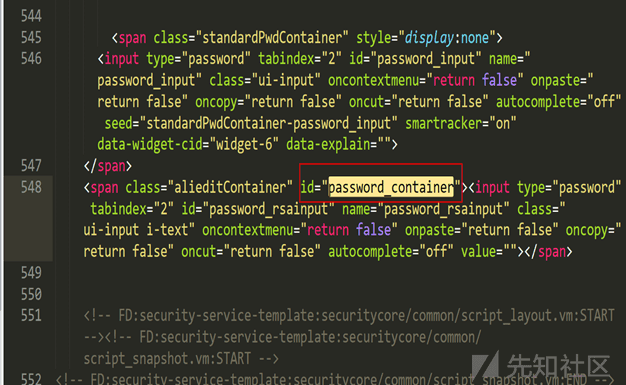 544
545 <span class="standardPwdContainer" style="display:none">
546 <input type="password" tabindex="2" id="password_input" name="
password_input" class="ui-input" oncontextmenu="return false" onpaste="
return false" oncopy="return false" oncut="return false" autocomplete="off"
seed="standardPwdContainer-password_input" smartracker="on"
data-widget-cid="widget-6" data-explain="">
547 </span>
548 <span class="alieditContainer" id="password_container"><input type="password"
tabindex="2" id="password_rsainput" name="password_rsainput" class="
ui-input i-text" oncontextmenu="return false" onpaste="return false" oncopy="
return false" oncut="return false" autocomplete="off" value=""></span>
549
550
551 <!-- FD:security-service-template:securitycore/common/script_layout.vm:START
--><!-- FD:security-service-template:securitycore/common/
script_snapshot.vm:START -->
552 <!-- FD:security-service-template:securitycore/common/script_snapshot.vm:END -->
先知社区